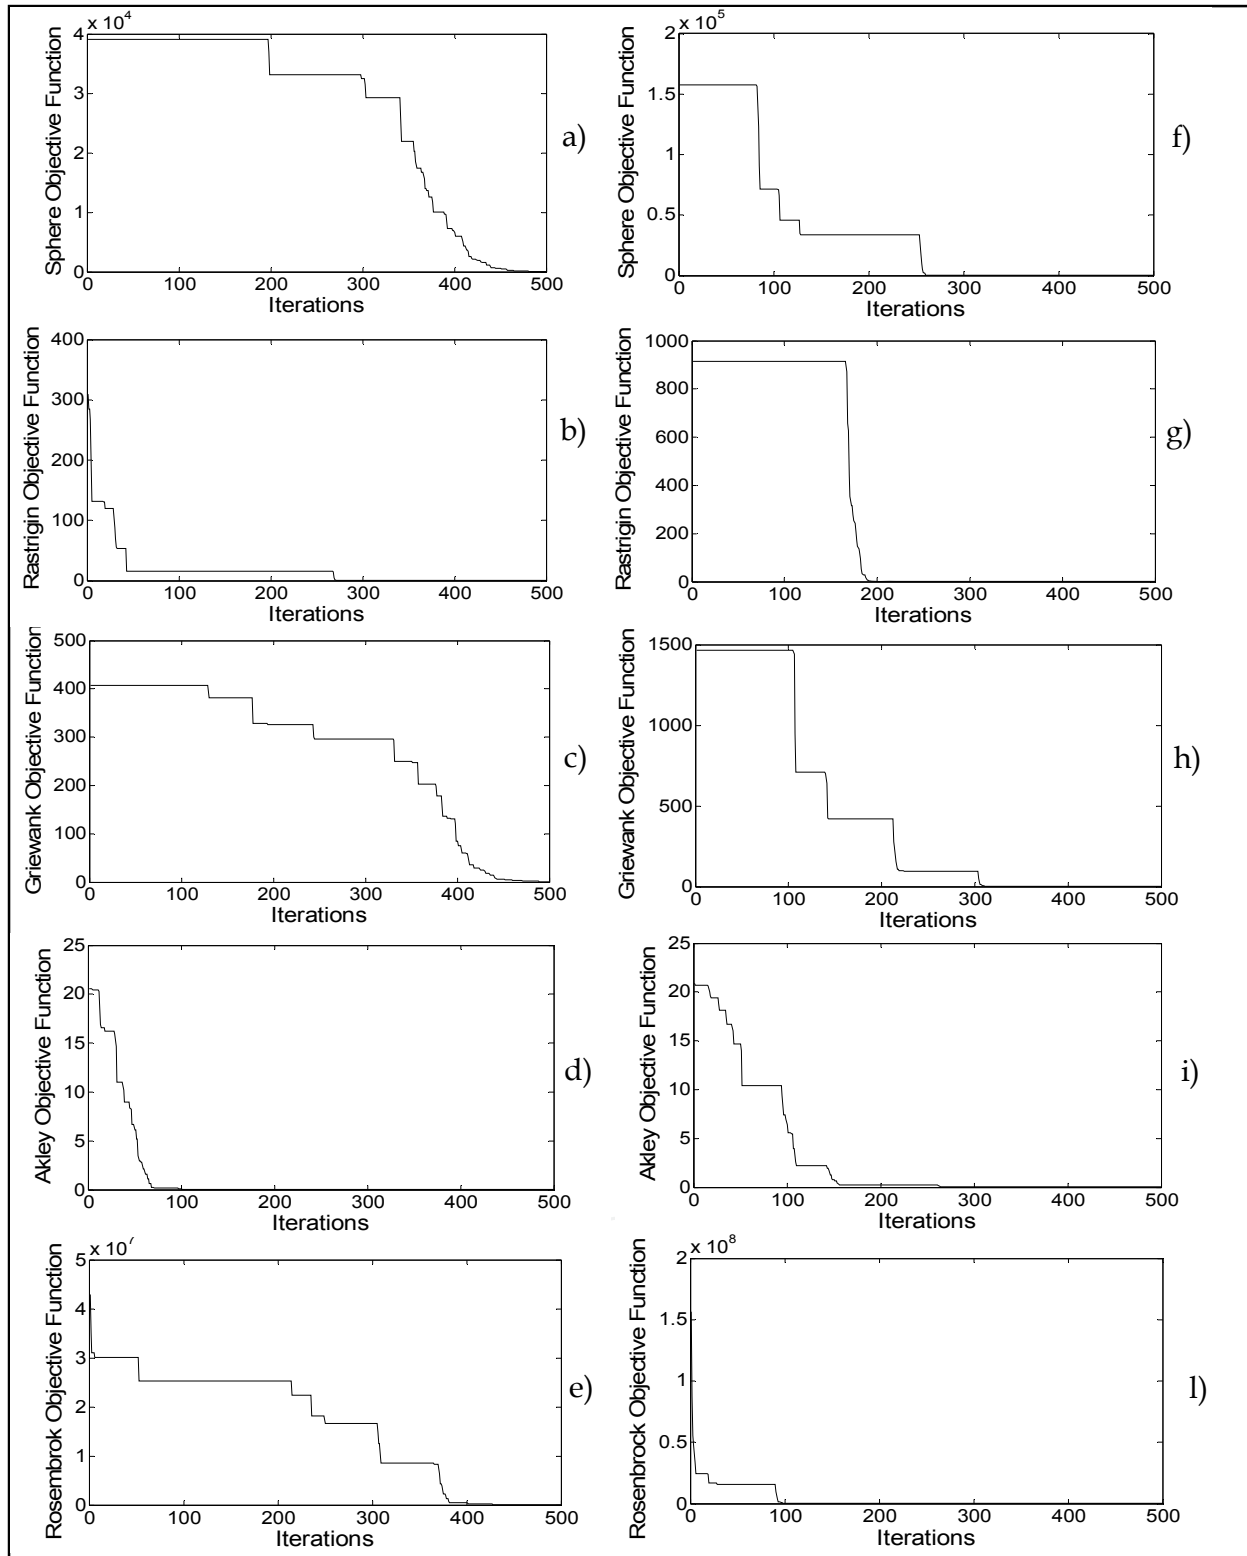 x 10⁴
4
3
2
1
0
0 100 200 300 400 500
Sphere Objective Function
Iterations
a)
x 10⁵
2
1.5
1
0.5
0
0 100 200 300 400 500
Sphere Objective Function
Iterations
f)
400
300
200
100
0
0 100 200 300 400 500
Rastrigin Objective Function
Iterations
b)
1000
800
600
400
200
0
0 100 200 300 400 500
Rastrigin Objective Function
Iterations
g)
500
400
300
200
100
0
0 100 200 300 400 500
Griewank Objective Function
Iterations
c)
1500
1000
500
0
0 100 200 300 400 500
Griewank Objective Function
Iterations
h)
25
20
15
10
5
0
0 100 200 300 400 500
Akley Objective Function
Iterations
d)
25
20
15
10
5
0
0 100 200 300 400 500
Akley Objective Function
Iterations
i)
x 10⁷
5
4
3
2
1
0
0 100 200 300 400 500
Rosembrok Objective Function
Iterations
e)
x 10⁸
2
1.5
1
0.5
0
0 100 200 300 400 500
Rosenbrock Objective Function
Iterations
l)